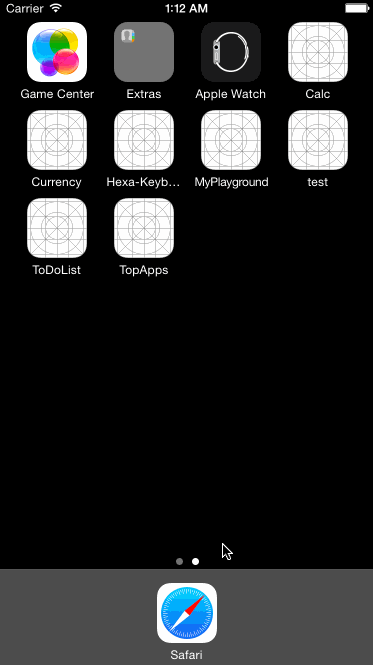 Carrier 1:12 AM
Game Center Extras Apple Watch Calc
Currency Hexa-Keyb... MyPlayground test
ToDoList TopApps
Safari